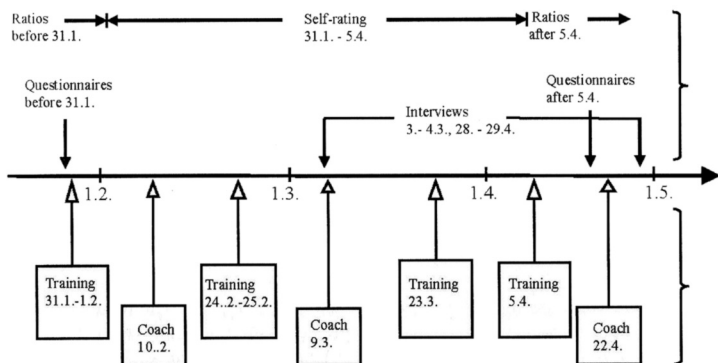 Ratios
before 31.1.
Self-rating
31.1. - 5.4.
Ratios
after 5.4.
Questionnaires
before 31.1.
Questionnaires
after 5.4.
Interviews
3.- 4.3., 28. - 29.4.
1.2.
1.3.
1.4.
1.5.
Training
31.1.-1.2.
Coach
10..2.
Training
24..2.-25.2.
Coach
9.3.
Training
23.3.
Training
5.4.
Coach
22.4.